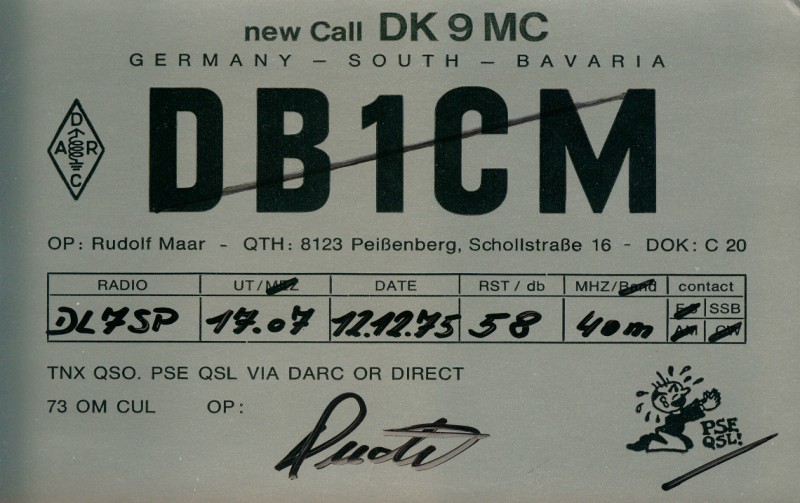 new Call DK 9 MC
GERMANY – SOUTH – BAVARIA
DB1CM
D
A R
C
OP: Rudolf Maar - QTH: 8123 Peißenberg, Schollstraße 16 - DOK: C 20
RADIO UT/MEZ DATE RST / db MHZ/Band contact
DL7SP 17.07 12.12.75 58 40m FM SSB
AM CW
TNX QSO. PSE QSL VIA DARC OR DIRECT
73 OM CUL OP: Rudi
PSE
QSL!